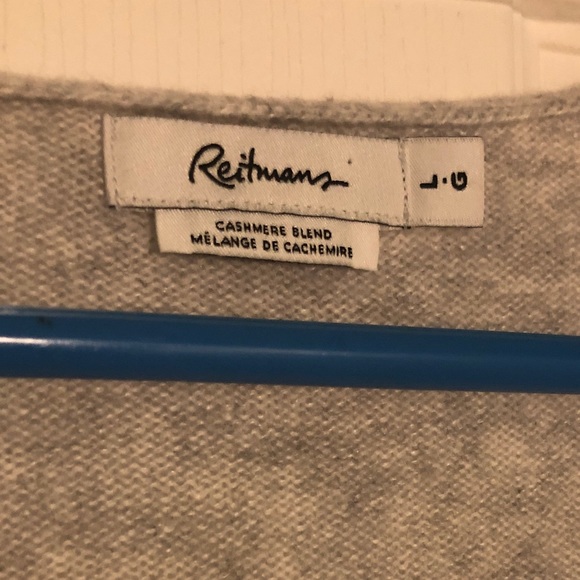 Reitmans
L·G
CASHMERE BLEND
MÉLANGE DE CACHEMIRE